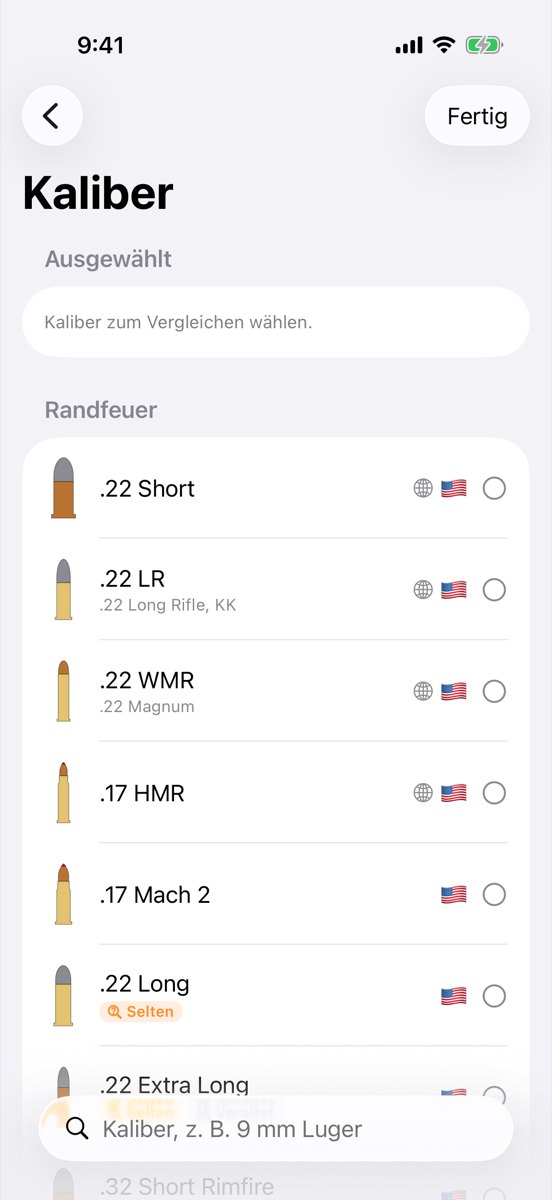 9:41
Fertig
Kaliber
Ausgewählt
Kaliber zum Vergleichen wählen.
Randfeuer
.22 Short
.22 LR
.22 Long Rifle, KK
.22 WMR
.22 Magnum
.17 HMR
.17 Mach 2
.22 Long
Selten
.22 Extra Long
Kaliber, z. B. 9 mm Luger
.32 Short Rimfire